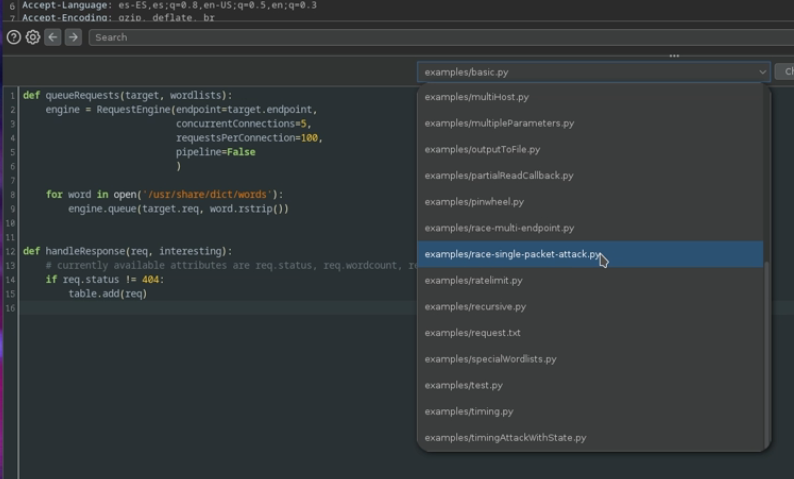 6 Accept-Language: es-ES,es;q=0.8,en-US;q=0.5,en;q=0.3
7 Accept-Encoding: gzip, deflate, br
Search
examples/basic.py
1 def queueRequests(target, wordlists):
2 engine = RequestEngine(endpoint=target.endpoint,
3 concurrentConnections=5,
4 requestsPerConnection=100,
5 pipeline=False
6 )
7
8 for word in open('/usr/share/dict/words'):
9 engine.queue(target.req, word.rstrip())
10
11
12 def handleResponse(req, interesting):
13 # currently available attributes are req.status, req.wordcount,
14 if req.status != 404:
15 table.add(req)
16
examples/multiHost.py
examples/multipleParameters.py
examples/outputToFile.py
examples/partialReadCallback.py
examples/pinwheel.py
examples/race-multi-endpoint.py
examples/race-single-packet-attack.py
examples/ratelimit.py
examples/recursive.py
examples/request.txt
examples/specialWordlists.py
examples/test.py
examples/timing.py
examples/timingAttackWithState.py